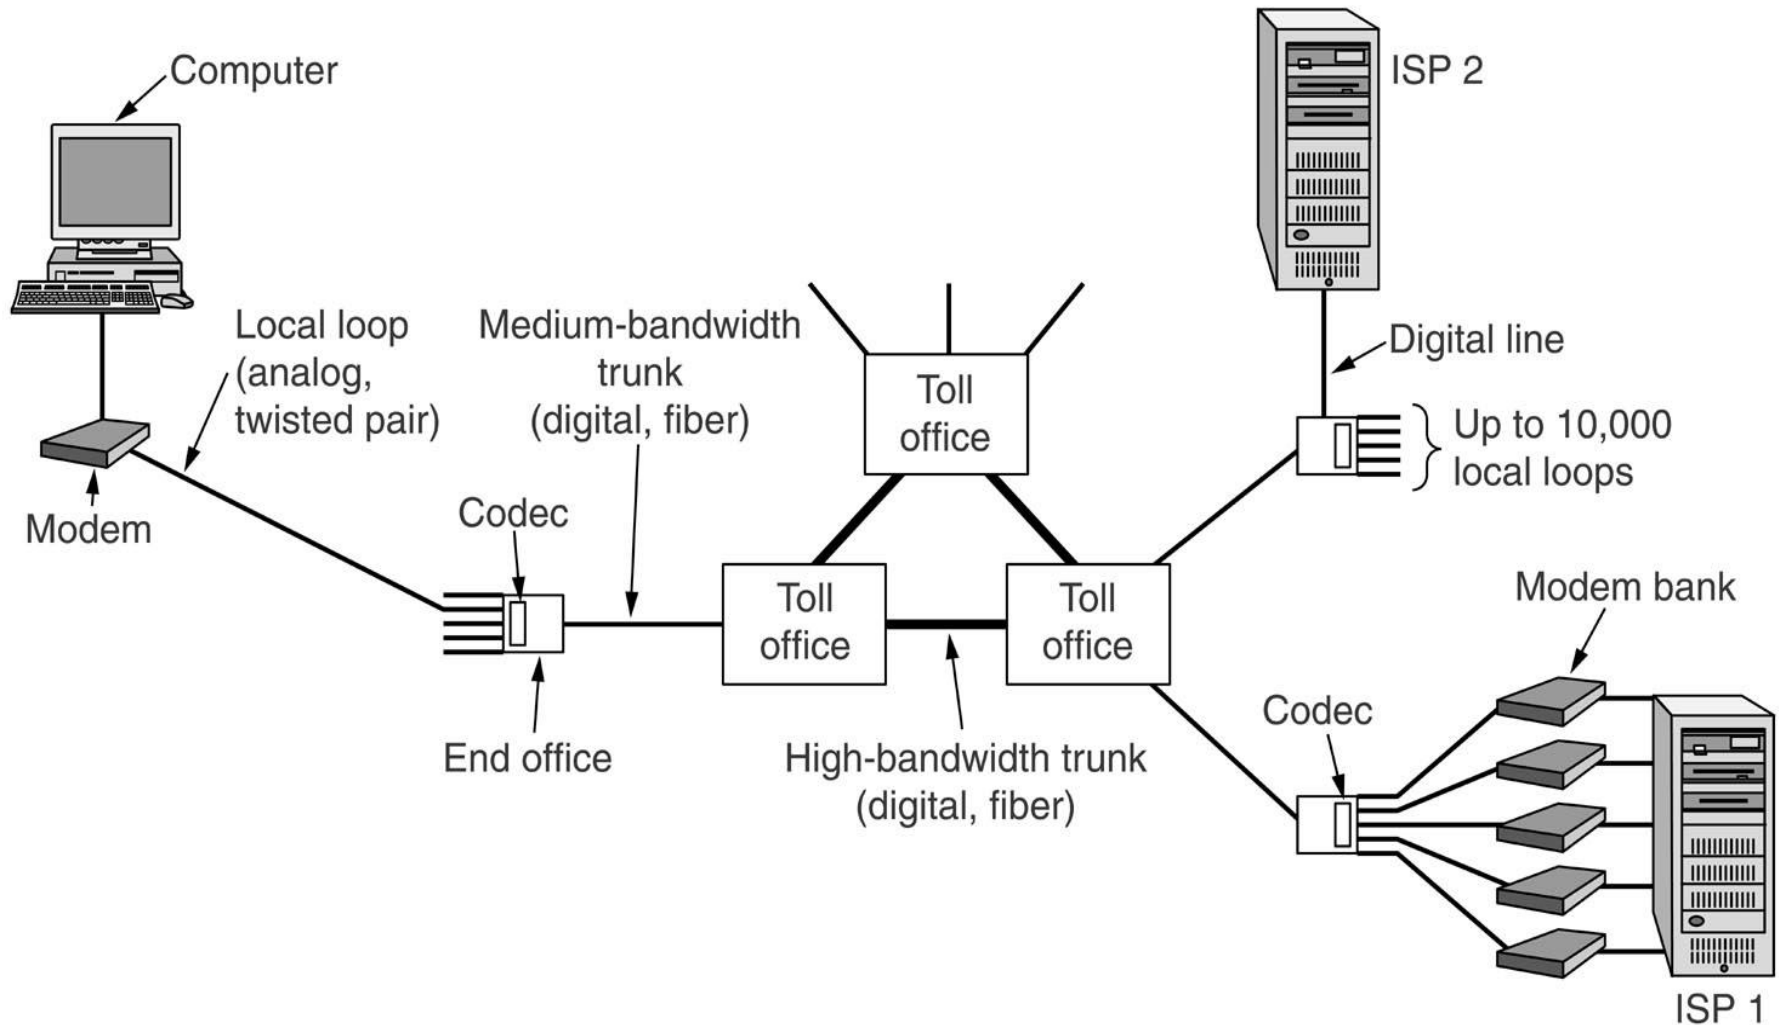 Computer
ISP 2
Local loop
(analog,
twisted pair)
Medium-bandwidth
trunk
(digital, fiber)
Digital line
Toll
office
Up to 10,000
local loops
Modem
Codec
Toll
office
Toll
office
Modem bank
End office
High-bandwidth trunk
(digital, fiber)
Codec
ISP 1